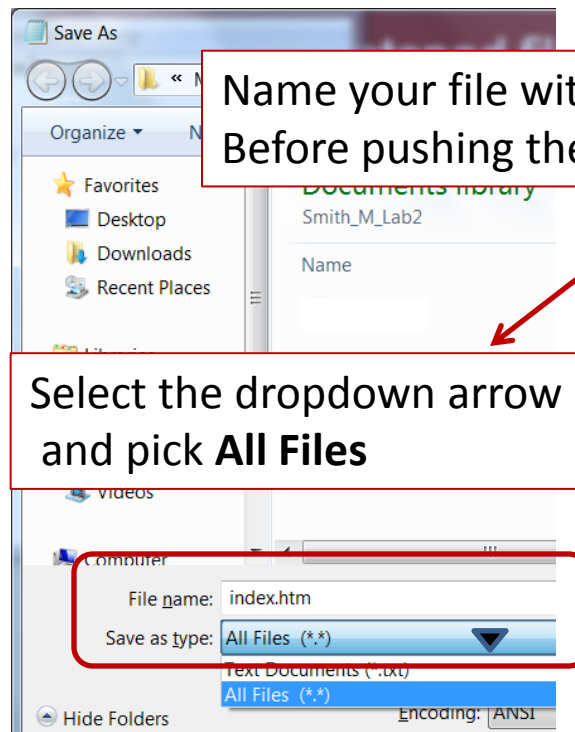 Save As
«
Name your file wit
Before pushing the
Organize
N
Documents library
Favorites
Smith_M_Lab2
Desktop
Downloads
Name
Recent Places
Libraries
Select the dropdown arrow
and pick All Files
Videos
Computer
File name: index.htm
Save as type: All Files (*.*)
Text Documents (*.txt)
All Files (*.*)
Hide Folders
Encoding: ANSI